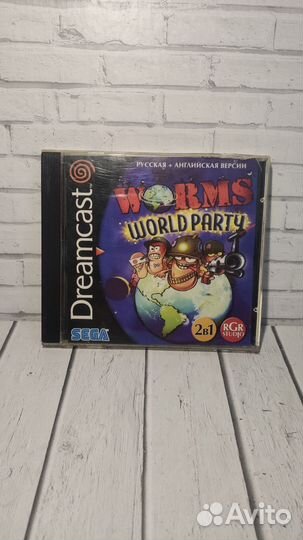 РУССКАЯ + АНГЛИЙСКАЯ ВЕРСИИ
WORMS
WORLD PARTY
Dreamcast
SEGA
2в1
RGR
STUDIO
Avito